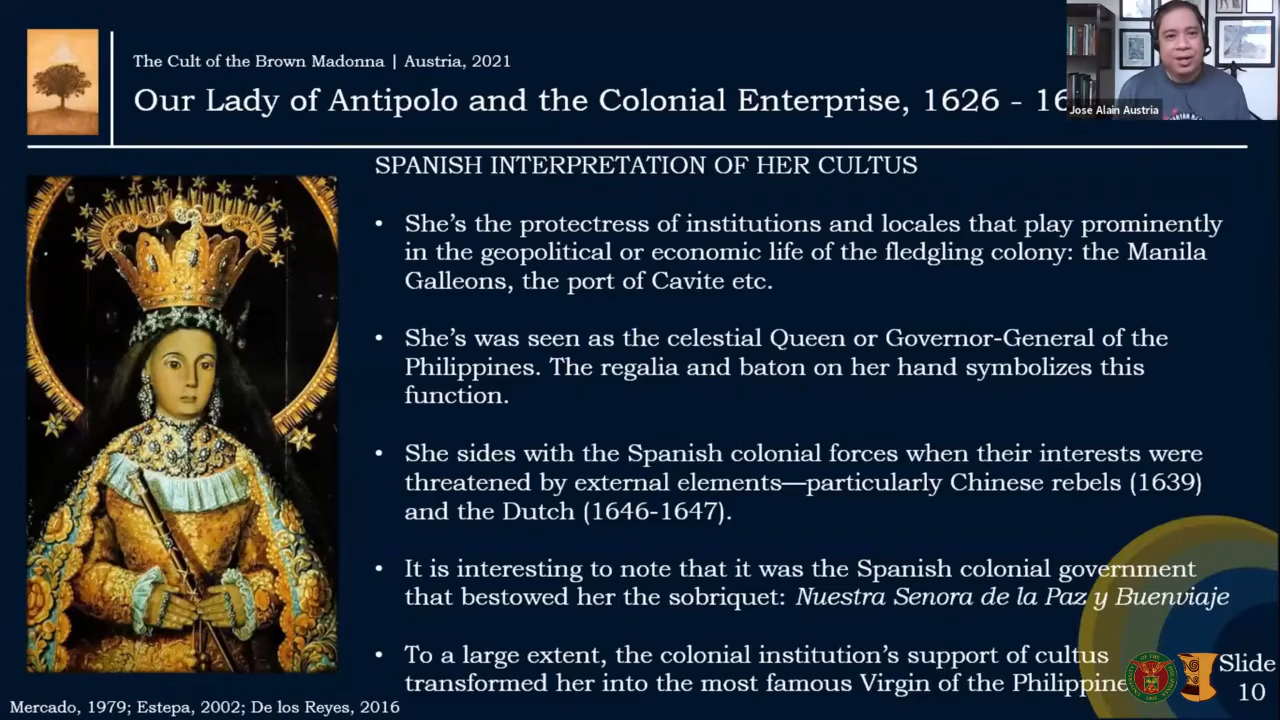 The Cult of the Brown Madonna | Austria, 2021
Our Lady of Antipolo and the Colonial Enterprise, 1626 -
Jose Alain Austria
SPANISH INTERPRETATION OF HER CULTUS
• She’s the protectress of institutions and locales that play prominently
in the geopolitical or economic life of the fledgling colony: the Manila
Galleons, the port of Cavite etc.
• She’s was seen as the celestial Queen or Governor-General of the
Philippines. The regalia and baton on her hand symbolizes this
function.
• She sides with the Spanish colonial forces when their interests were
threatened by external elements—particularly Chinese rebels (1639)
and the Dutch (1646-1647).
• It is interesting to note that it was the Spanish colonial government
that bestowed her the sobriquet: Nuestra Senora de la Paz y Buenviaje
• To a large extent, the colonial institution’s support of cultus
transformed her into the most famous Virgin of the Philippine
Slide
10
Mercado, 1979; Estepa, 2002; De los Reyes, 2016